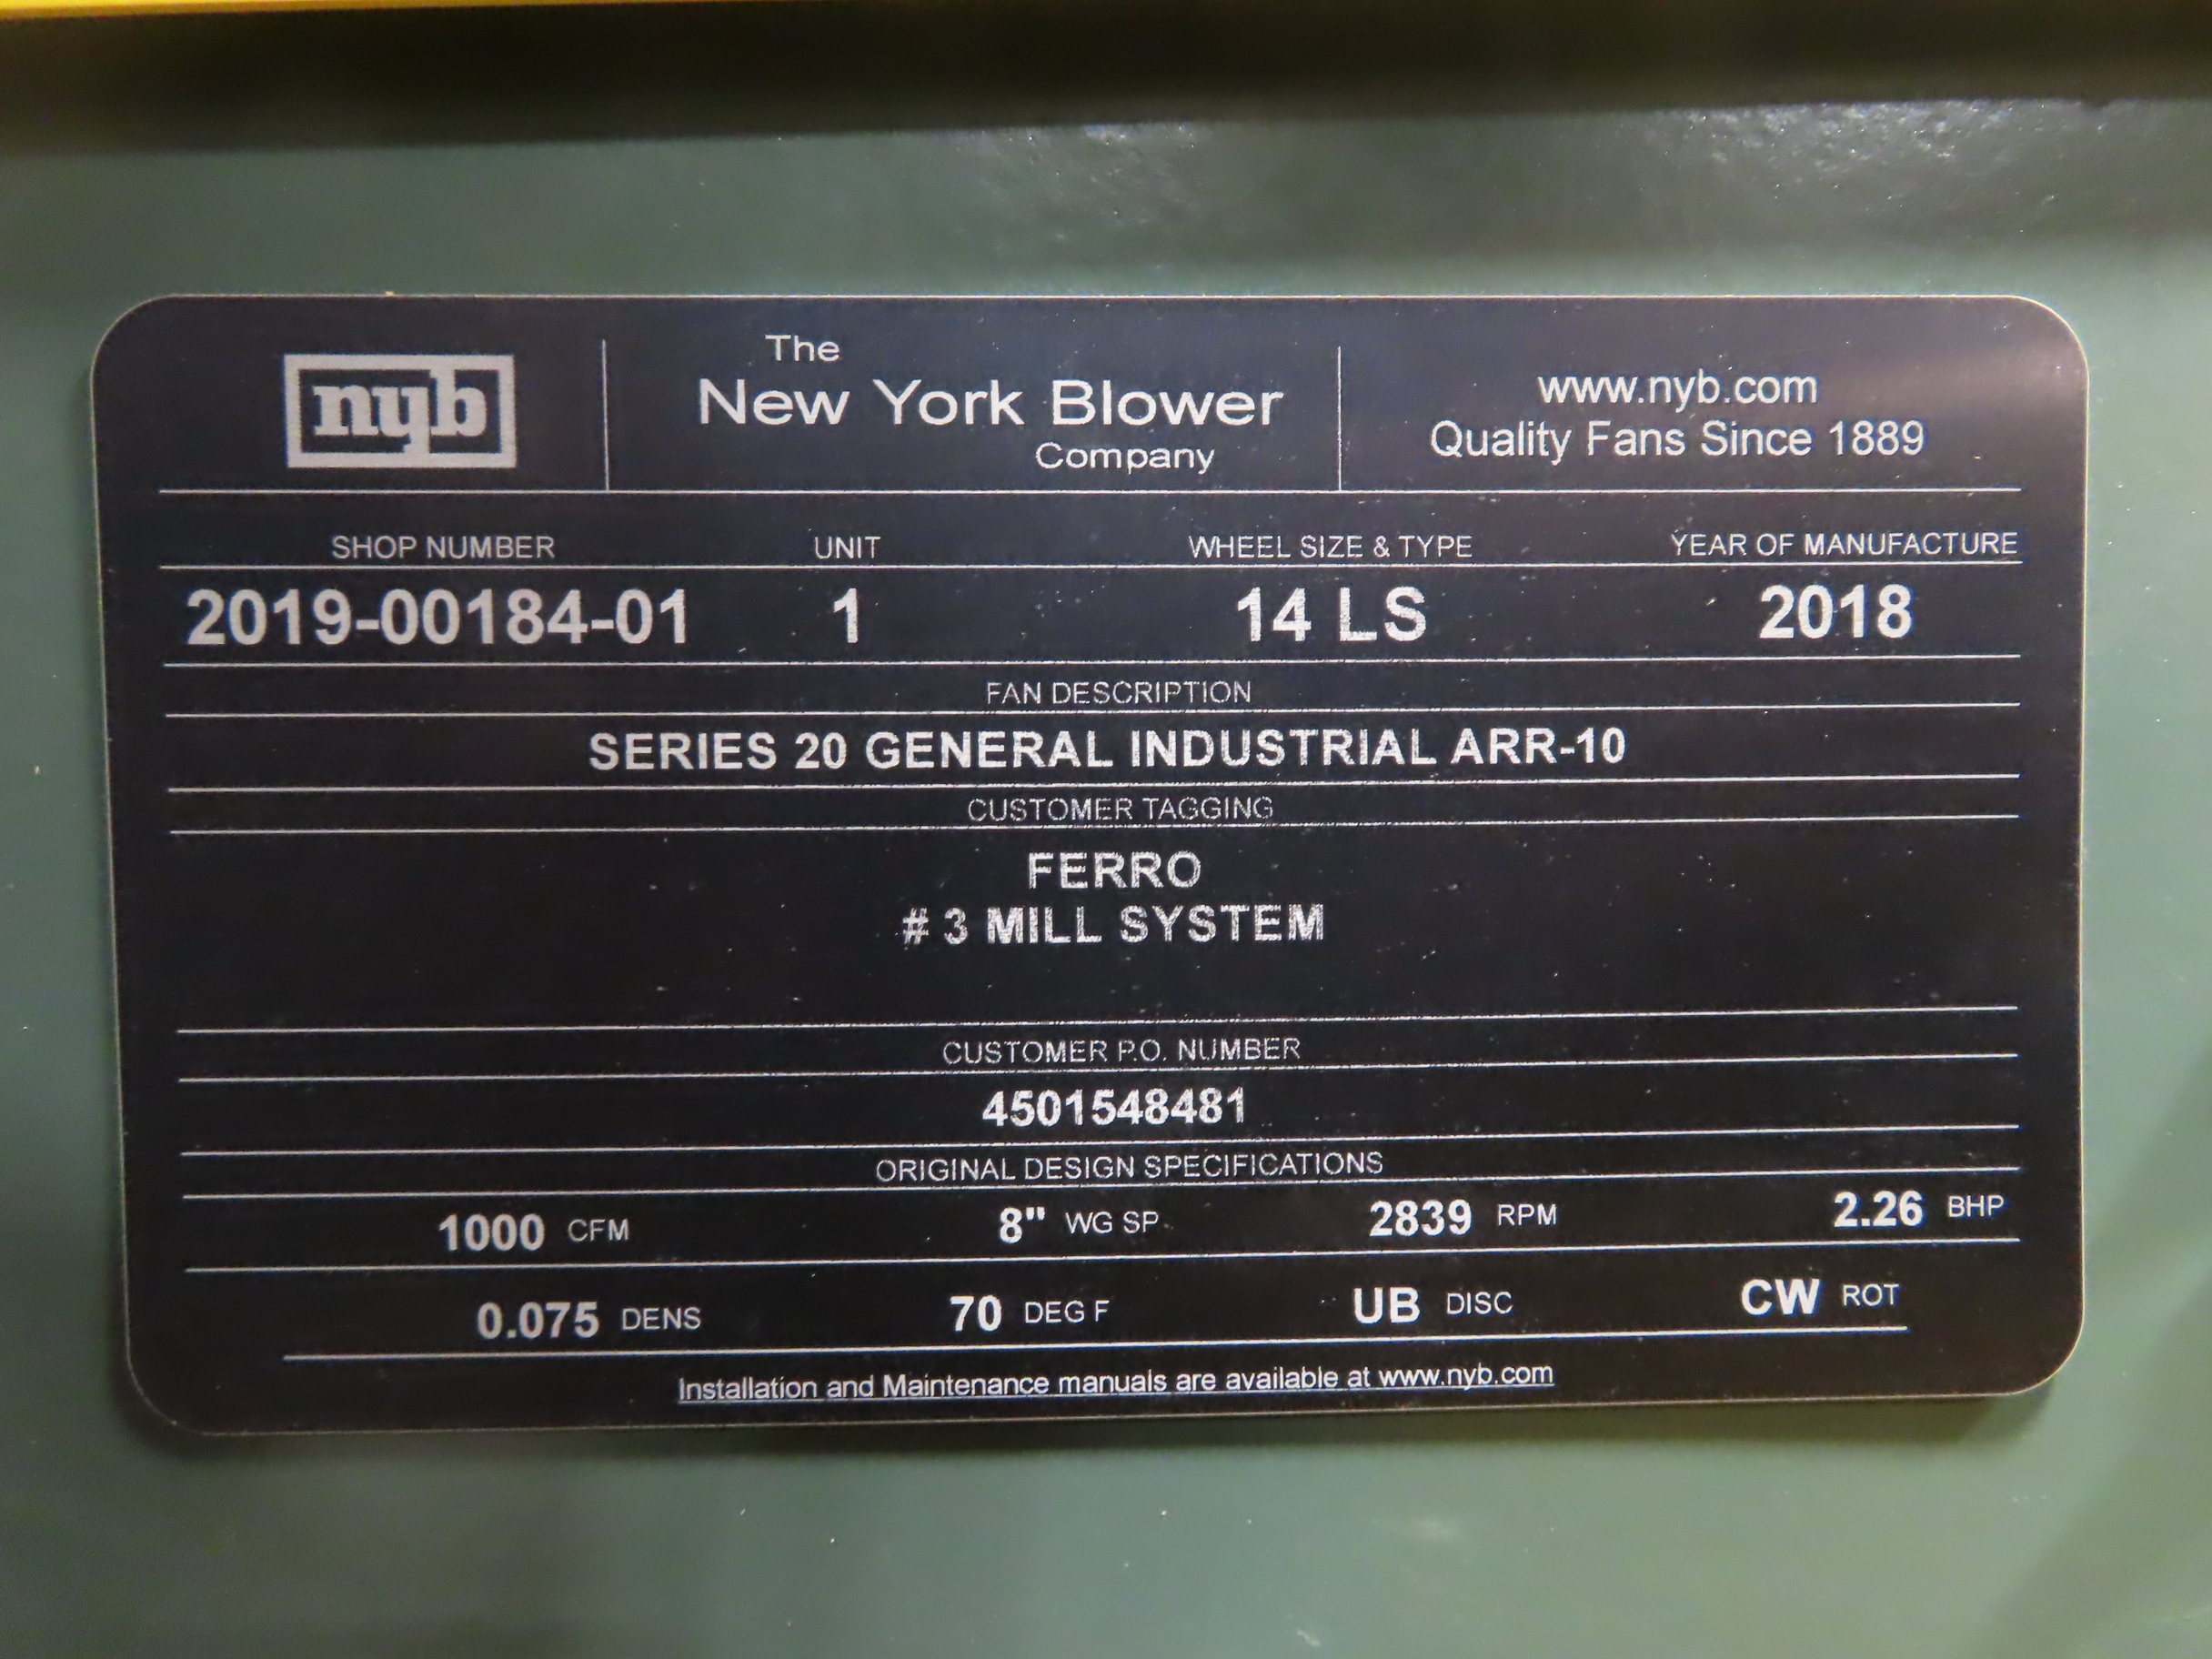 nyb
The
New York Blower
Company
www.nyb.com
Quality Fans Since 1889
SHOP NUMBER UNIT WHEEL SIZE & TYPE YEAR OF MANUFACTURE
2019-00184-01 1 14 LS 2018
FAN DESCRIPTION
SERIES 20 GENERAL INDUSTRIAL ARR-10
CUSTOMER TAGGING
FERRO
# 3 MILL SYSTEM
CUSTOMER P.O. NUMBER
4501548481
ORIGINAL DESIGN SPECIFICATIONS
1000 CFM 8" WG SP 2839 RPM 2.26 BHP
0.075 DENS 70 DEG F UB DISC CW ROT
Installation and Maintenance manuals are available at www.nyb.com